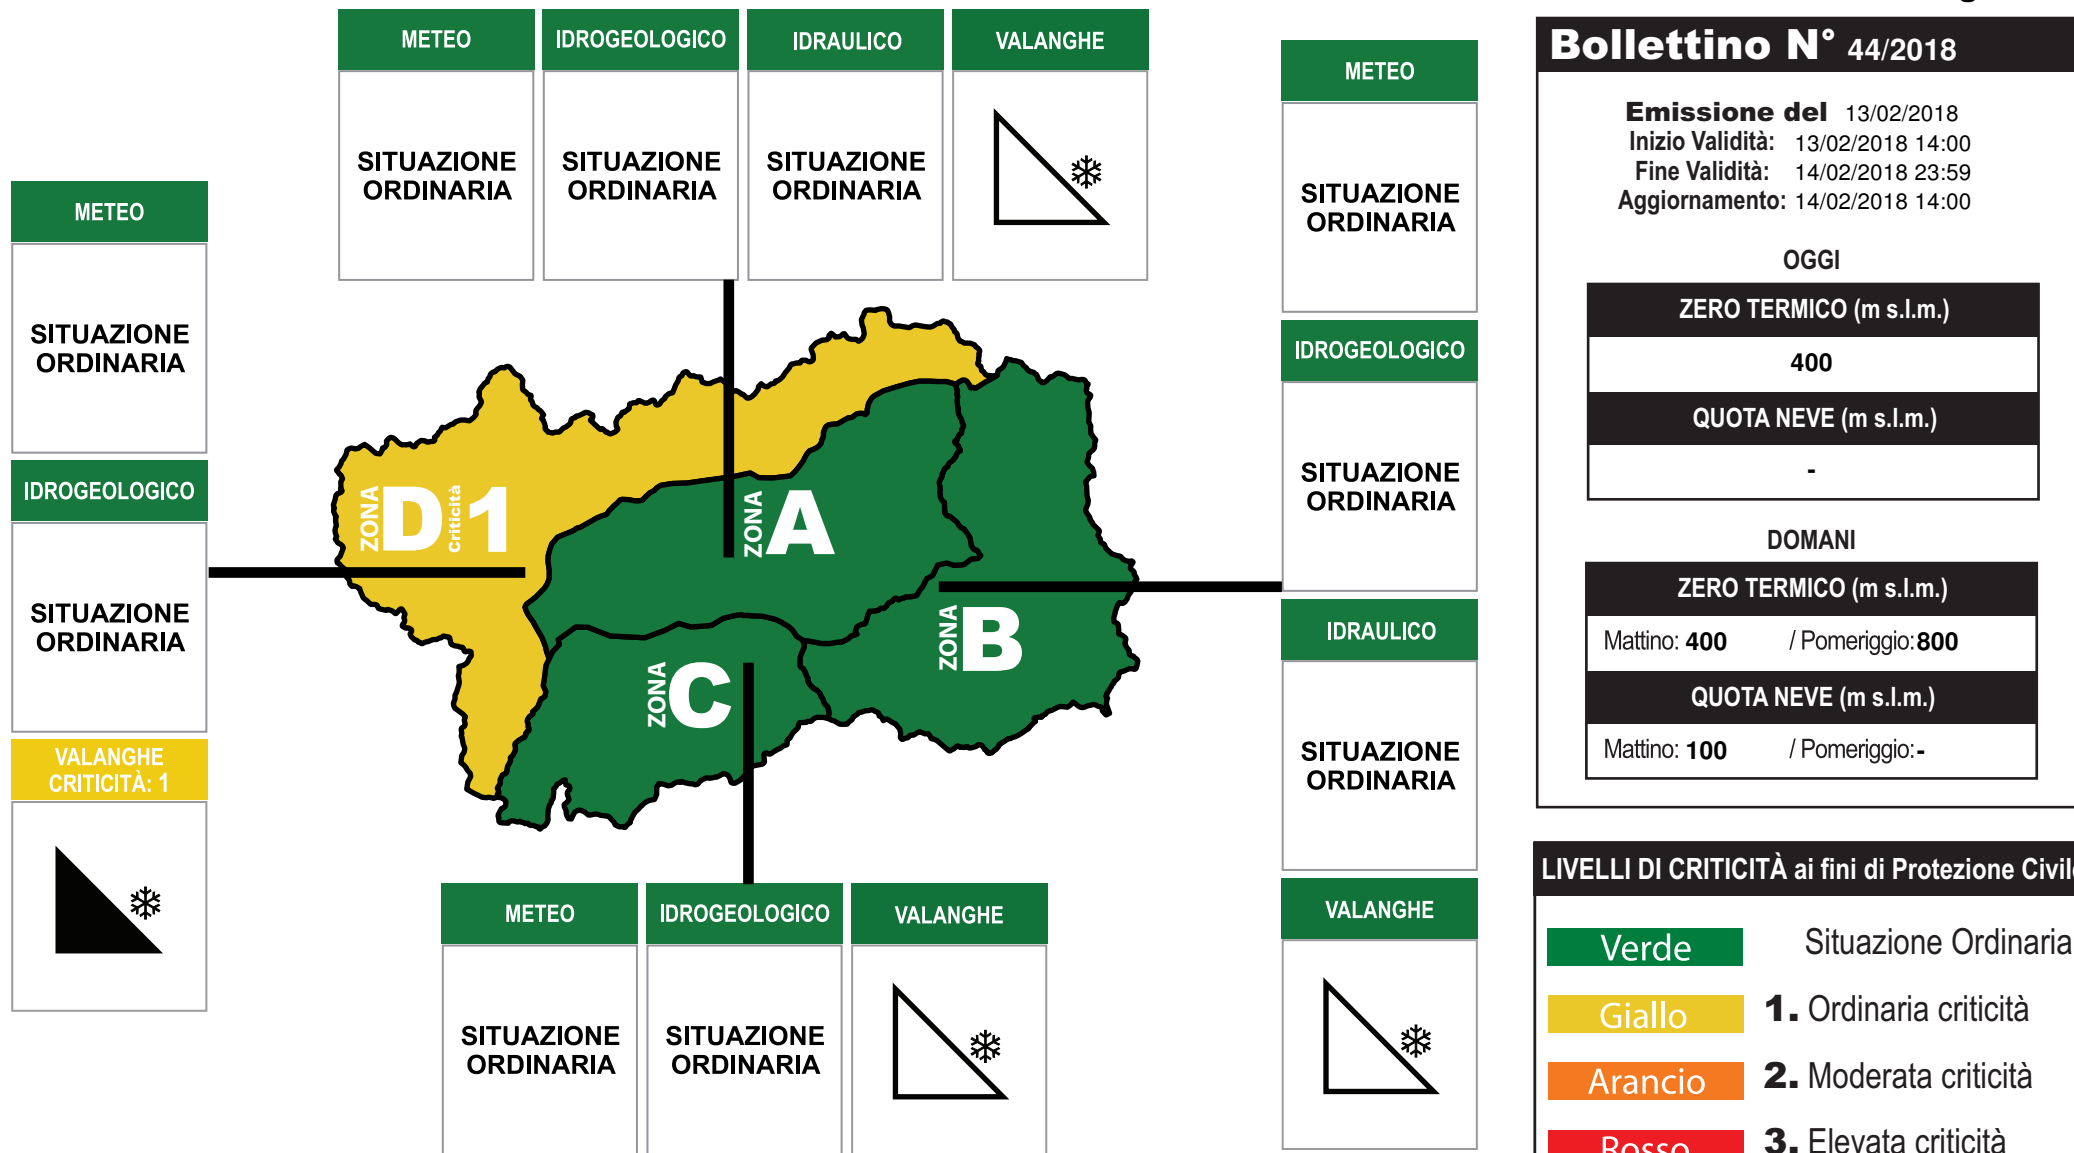 METEO
IDROGEOLOGICO
IDRAULICO
VALANGHE
SITUAZIONE
ORDINARIA
SITUAZIONE
ORDINARIA
SITUAZIONE
ORDINARIA
METEO
SITUAZIONE
ORDINARIA
IDROGEOLOGICO
SITUAZIONE
ORDINARIA
VALANGHE
CRITICITÀ: 1
ZONA D Criticità 1
ZONA A
ZONA B
ZONA C
METEO
IDROGEOLOGICO
VALANGHE
SITUAZIONE
ORDINARIA
SITUAZIONE
ORDINARIA
METEO
SITUAZIONE
ORDINARIA
IDROGEOLOGICO
SITUAZIONE
ORDINARIA
IDRAULICO
SITUAZIONE
ORDINARIA
VALANGHE
Bollettino N° 44/2018
Emissione del 13/02/2018
Inizio Validità: 13/02/2018 14:00
Fine Validità: 14/02/2018 23:59
Aggiornamento: 14/02/2018 14:00
OGGI
ZERO TERMICO (m s.l.m.)
400
QUOTA NEVE (m s.l.m.)
-
DOMANI
ZERO TERMICO (m s.l.m.)
Mattino: 400 / Pomeriggio: 800
QUOTA NEVE (m s.l.m.)
Mattino: 100 / Pomeriggio: -
LIVELLI DI CRITICITÀ ai fini di Protezione Civile
Verde Situazione Ordinaria
Giallo 1. Ordinaria criticità
Arancio 2. Moderata criticità
Rosso 3. Elevata criticità